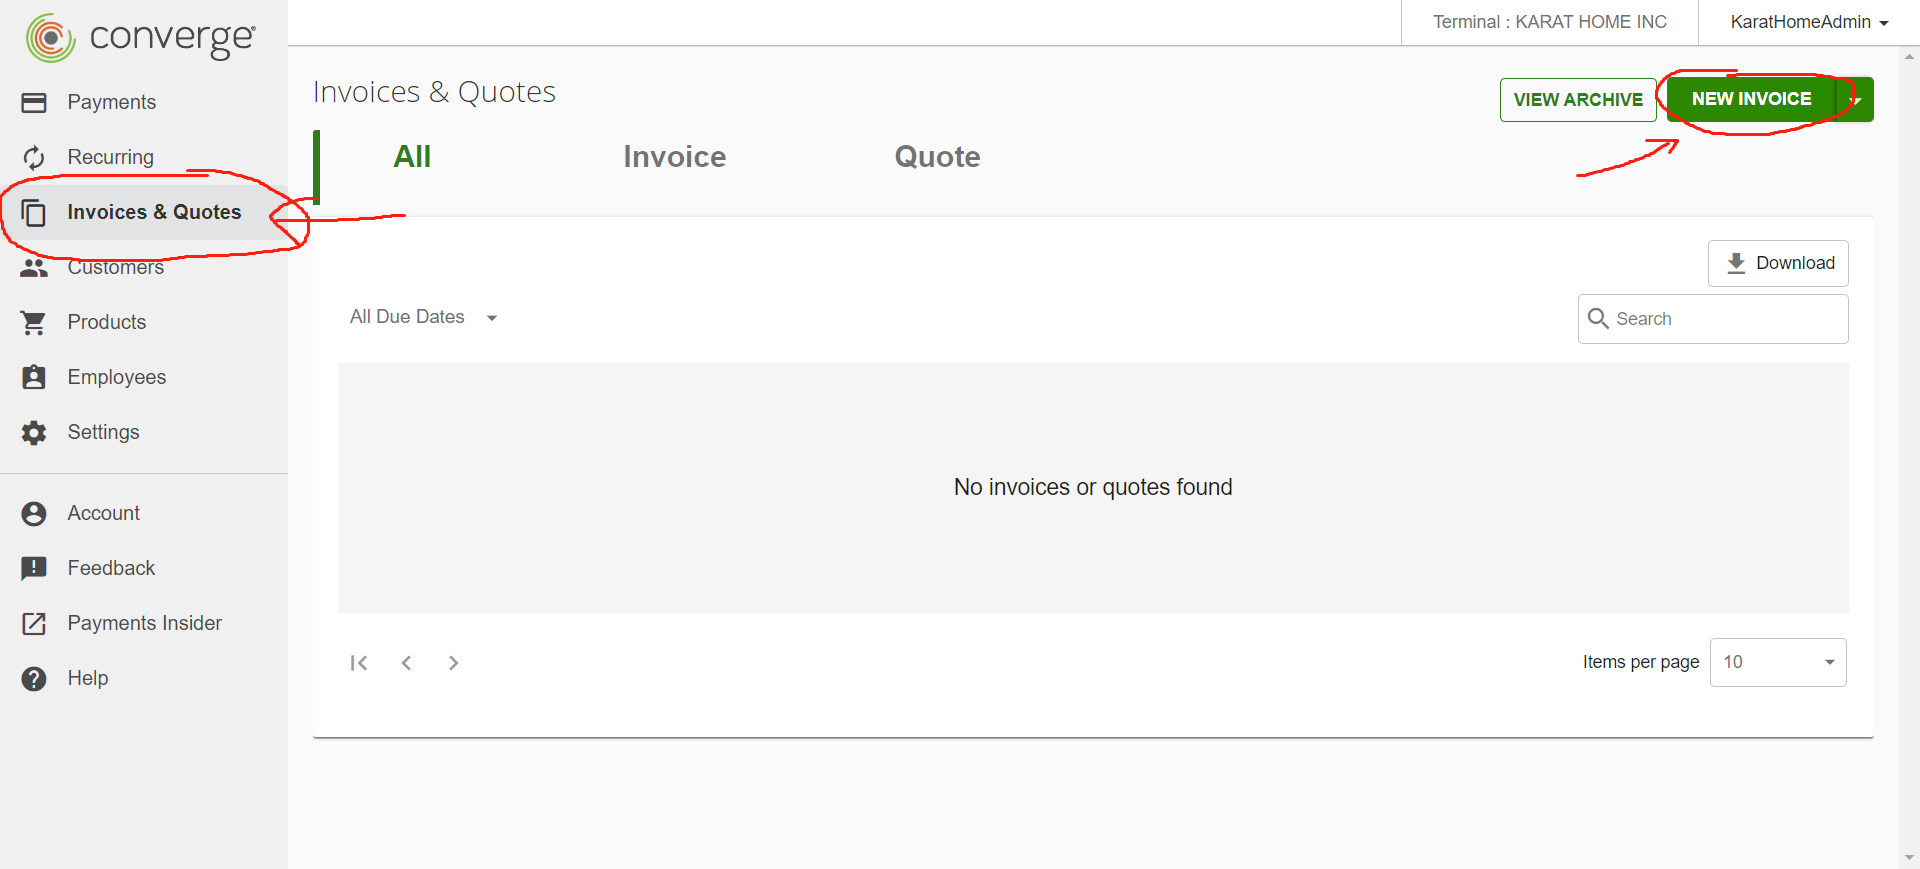 converge®
Terminal : KARAT HOME INC
KaratHomeAdmin
Payments
Recurring
Invoices & Quotes
Customers
Products
Employees
Settings
Account
Feedback
Payments Insider
Help
Invoices & Quotes
VIEW ARCHIVE
NEW INVOICE
All
Invoice
Quote
Download
All Due Dates
Search
No invoices or quotes found
Items per page
10